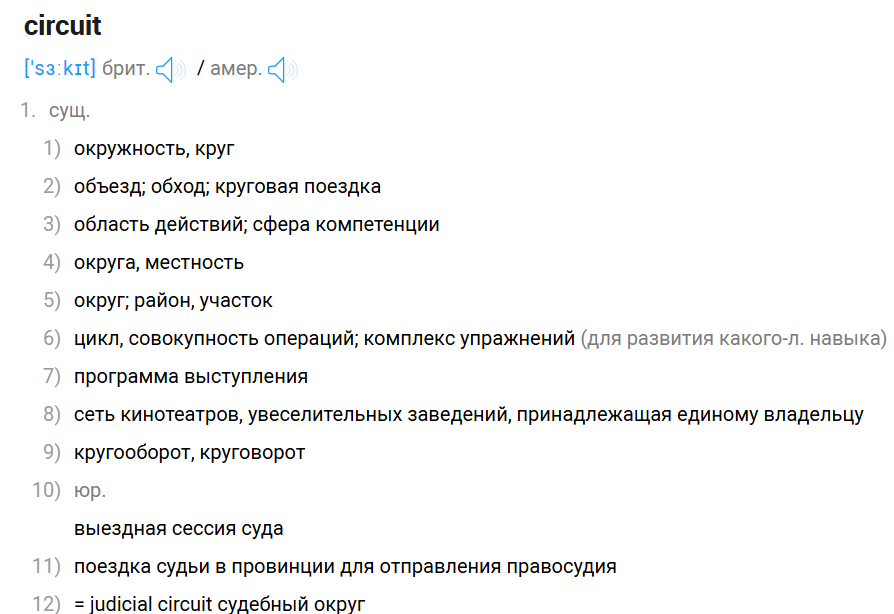 circuit
['sɜːkɪt] брит. / амер.
1. сущ.
1) окружность, круг
2) объезд; обход; круговая поездка
3) область действий; сфера компетенции
4) округа, местность
5) округ; район, участок
6) цикл, совокупность операций; комплекс упражнений (для развития какого-л. навыка)
7) программа выступления
8) сеть кинотеатров, увеселительных заведений, принадлежащая единому владельцу
9) кругооборот, круговорот
10) юр.
выездная сессия суда
11) поездка судьи в провинции для отправления правосудия
12) = judicial circuit судебный округ